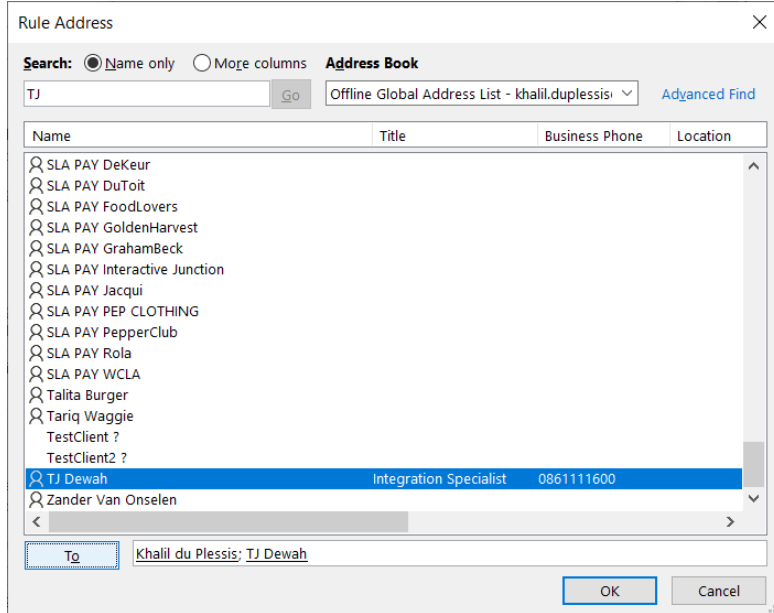 Rule Address
Search: Name only More columns Address Book
TJ Go Offline Global Address List - khalil.duplessis Advanced Find
Name Title Business Phone Location
SLA PAY DeKeur
SLA PAY DuToit
SLA PAY FoodLovers
SLA PAY GoldenHarvest
SLA PAY GrahamBeck
SLA PAY Interactive Junction
SLA PAY Jacqui
SLA PAY PEP CLOTHING
SLA PAY PepperClub
SLA PAY Rola
SLA PAY WCLA
Talita Burger
Tariq Waggie
TestClient ?
TestClient2 ?
TJ Dewah Integration Specialist 0861111600
Zander Van Onselen
To Khalil du Plessis; TJ Dewah
OK Cancel